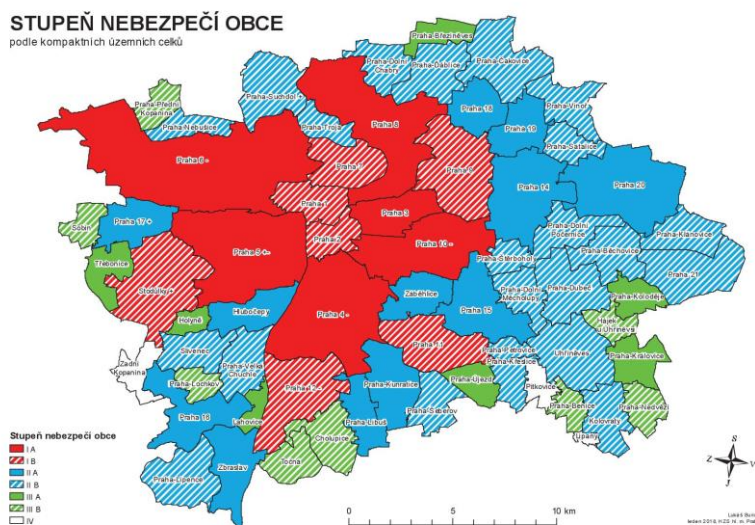 STUPEŇ NEBEZPEČÍ OBCE
podle kompaktních územních celků
Praha-Březiněves
Praha-Dolní
Chabry
Praha-Ďáblice
Praha-Čakovice
Praha-Suchdol +
Praha-Přední
Kopanina
Praha-Nebušice
Praha-Troja
Praha 8
Praha 18
Praha 19
Praha-Vinoř
Praha-Satalice
Praha 6 -
Praha 7
Praha 9
Praha 14
Praha 20
Praha 1
Praha 3
Praha 2
Praha 10 -
Sobín
Praha 17 +
Praha 5 +-
Praha-Dolní
Počernice
Praha-Klánovice
Praha-Běchovice
Praha-Štěrboholy
Praha 21
Třebonice
Stodůlky +
Praha-Dolní
Měcholupy
Praha-Dubeč
Praha-Koloděje
Záběhlice
Praha 15
Holyně
Hlubočepy
Praha 4 -
Hájek
u Uhříněvsi
Praha-Královice
Uhříněves
Praha 11
Praha-Petrovice
Praha-Křeslice
Zadní
Kopanina
Slivenec
Praha-Velká
Chuchle
Praha-Lochkov
Praha-Kunratice
Praha-Újezd
Pitkovice
Praha-Benice
Praha-Nedvězí
Praha 16
Lahovice
Praha-Libuš
Praha-Šeberov
Kolovraty
Lipany
Cholupice
Točná
Praha-Lipence
Zbraslav
Stupeň nebezpečí obce
I A
I B
II A
II B
III A
III B
IV
0 5 10 km
S
Z V
J